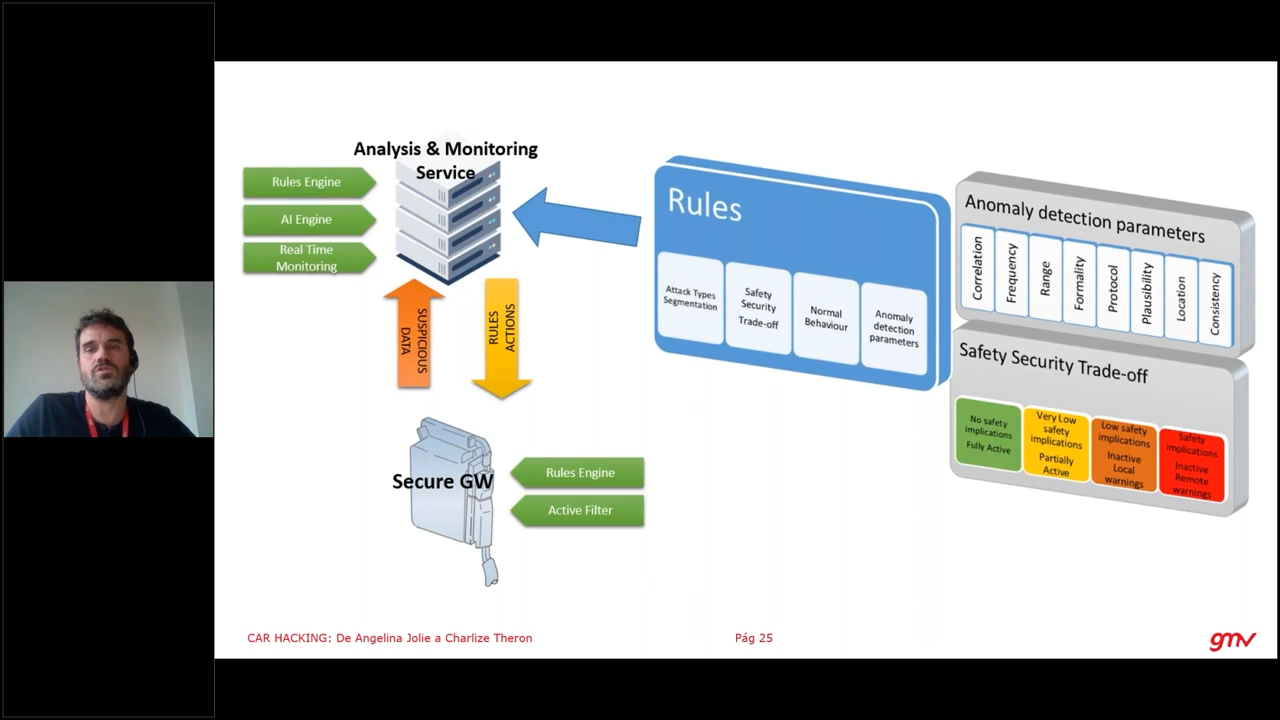 Analysis & Monitoring
Service
Rules Engine
AI Engine
Real Time
Monitoring
SUSPICIOUS
DATA
RULES
ACTIONS
Secure GW
Rules Engine
Active Filter
Rules
Attack Types
Segmentation
Safety
Security
Trade-off
Normal
Behaviour
Anomaly
detection
parameters
Anomaly detection parameters
Correlation
Frequency
Range
Formality
Protocol
Plausibility
Location
Consistency
Safety Security Trade-off
No safety
implications
Fully Active
Very Low
safety
implications
Partially
Active
Low safety
implications
Inactive
Local
warnings
Safety
implications
Inactive
Remote
warnings
CAR HACKING: De Angelina Jolie a Charlize Theron
Pág 25
gmv